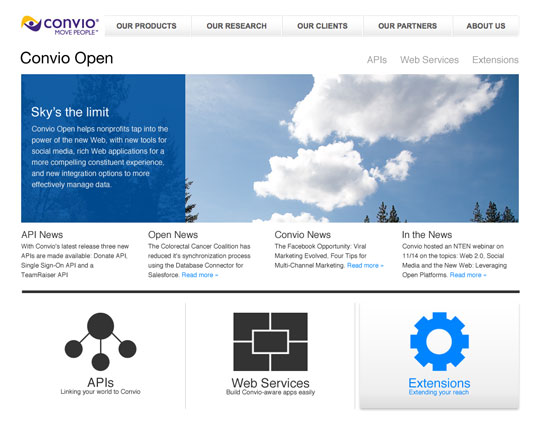 CONVIO®
MOVE PEOPLE™
OUR PRODUCTS
OUR RESEARCH
OUR CLIENTS
OUR PARTNERS
ABOUT US
Convio Open
APIs
Web Services
Extensions
Sky's the limit
Convio Open helps nonprofits tap into the
power of the new Web, with new tools for
social media, rich Web applications for a
more compelling constituent experience,
and new integration options to more
effectively manage data.
API News
With Convio's latest release three new
APIs are made available: Donate API,
Single Sign-On API and a
TeamRaiser API
Open News
The Colorectal Cancer Coalition has
reduced it's synchronization process
using the Database Connector for
Salesforce. Read more »
Convio News
The Facebook Opportunity: Viral
Marketing Evolved, Four Tips for
Multi-Channel Marketing. Read more »
In the News
Convio hosted an NTEN webinar on
11/14 on the topics: Web 2.0, Social
Media and the New Web: Leveraging
Open Platforms. Read more »
APIs
Linking your world to Convio
Web Services
Build Convio-aware apps easily
Extensions
Extending your reach